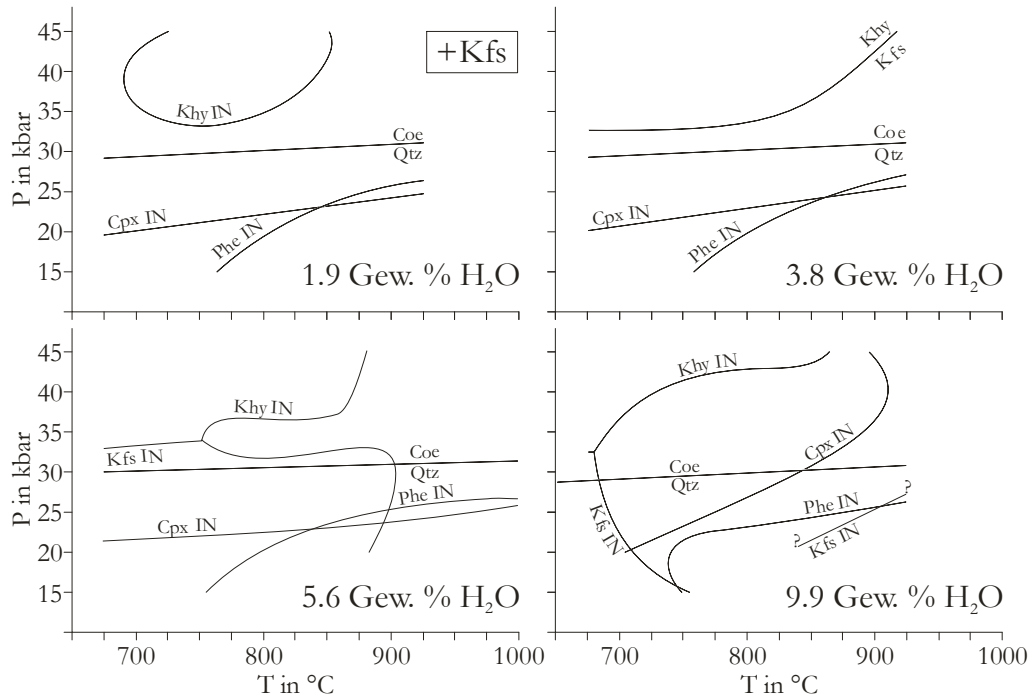 45
40
35
30
25
20
15
P in kbar
+Kfs
Khy IN
Coe
Qtz
Cpx IN
Phe IN
1.9 Gew. % H₂O
Khy
Kfs
Coe
Qtz
Cpx IN
Phe IN
3.8 Gew. % H₂O
45
40
35
30
25
20
15
P in kbar
Khy IN
Kfs IN
Coe
Qtz
Phe IN
Cpx IN
5.6 Gew. % H₂O
700 800 900 1000
T in °C
Khy IN
Cpx IN
Coe
Qtz
Kfs IN
Phe IN
?
?
Kfs IN
9.9 Gew. % H₂O
700 800 900 1000
T in °C